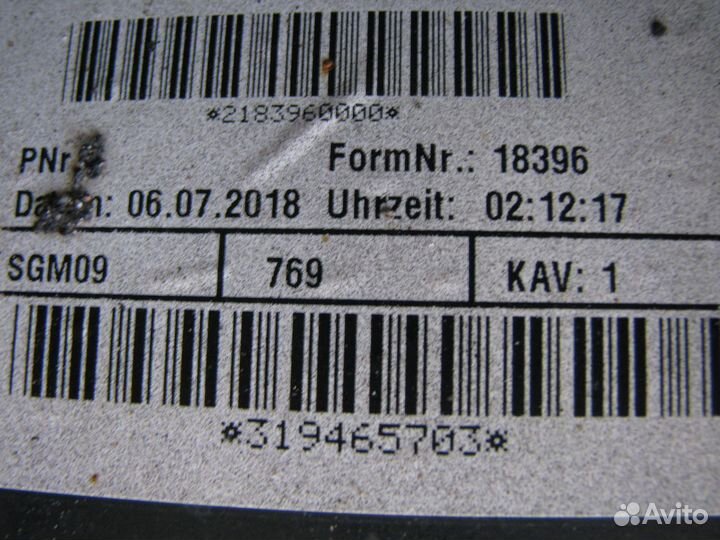 *2183960000*
PNr FormNr.: 18396
06.07.2018 Uhrzeit: 02:12:17
SGM09 769 KAV: 1
*319465703*
Avito